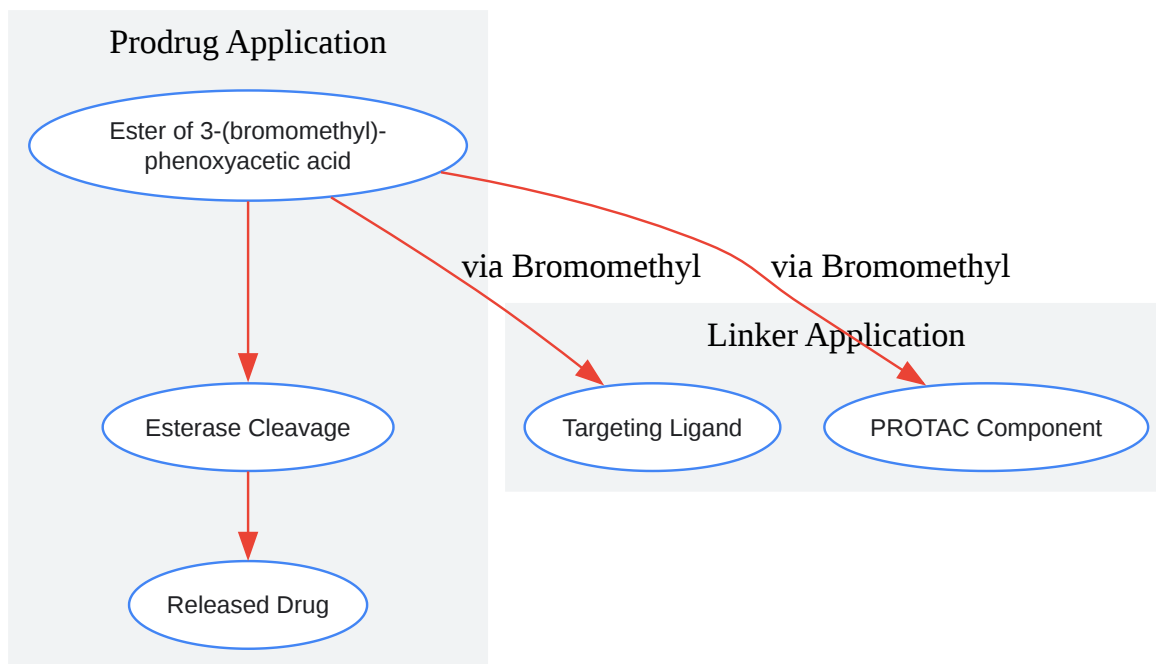 Prodrug Application
Ester of 3-(bromomethyl)-
phenoxyacetic acid
via Bromomethyl
via Bromomethyl
Linker Application
Esterase Cleavage
Targeting Ligand
PROTAC Component
Released Drug